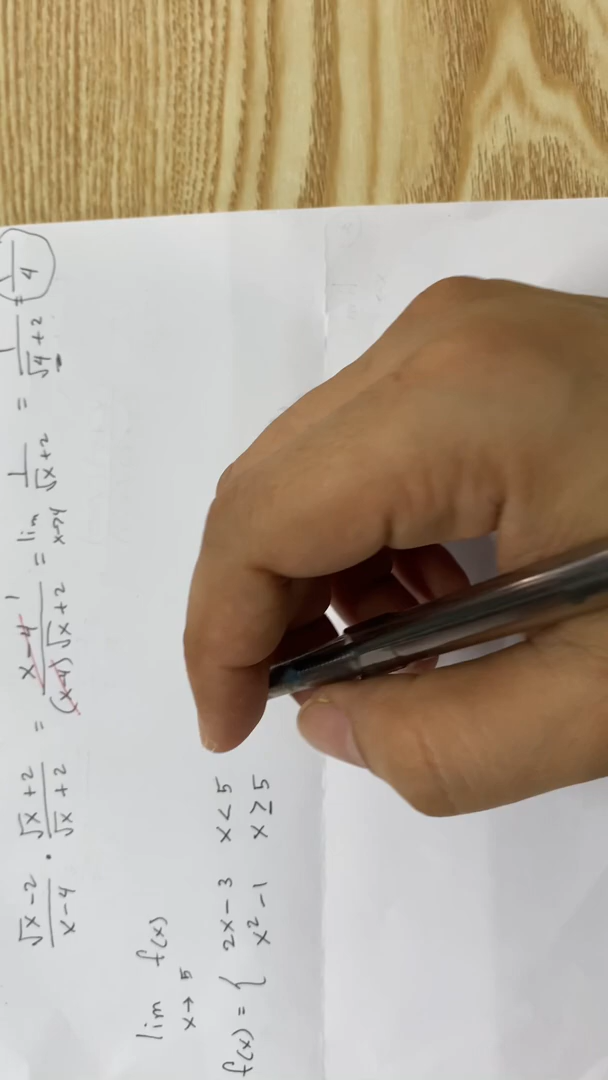 √x-2/x-4 · √x+2/√x+2 = x-4/(x-4)√x+2 1 = lim x→4 1/√x+2 = 1/√4+2 = 1/4
lim x→5 f(x)
f(x) = { 2x-3 x<5
x²-1 x≥5